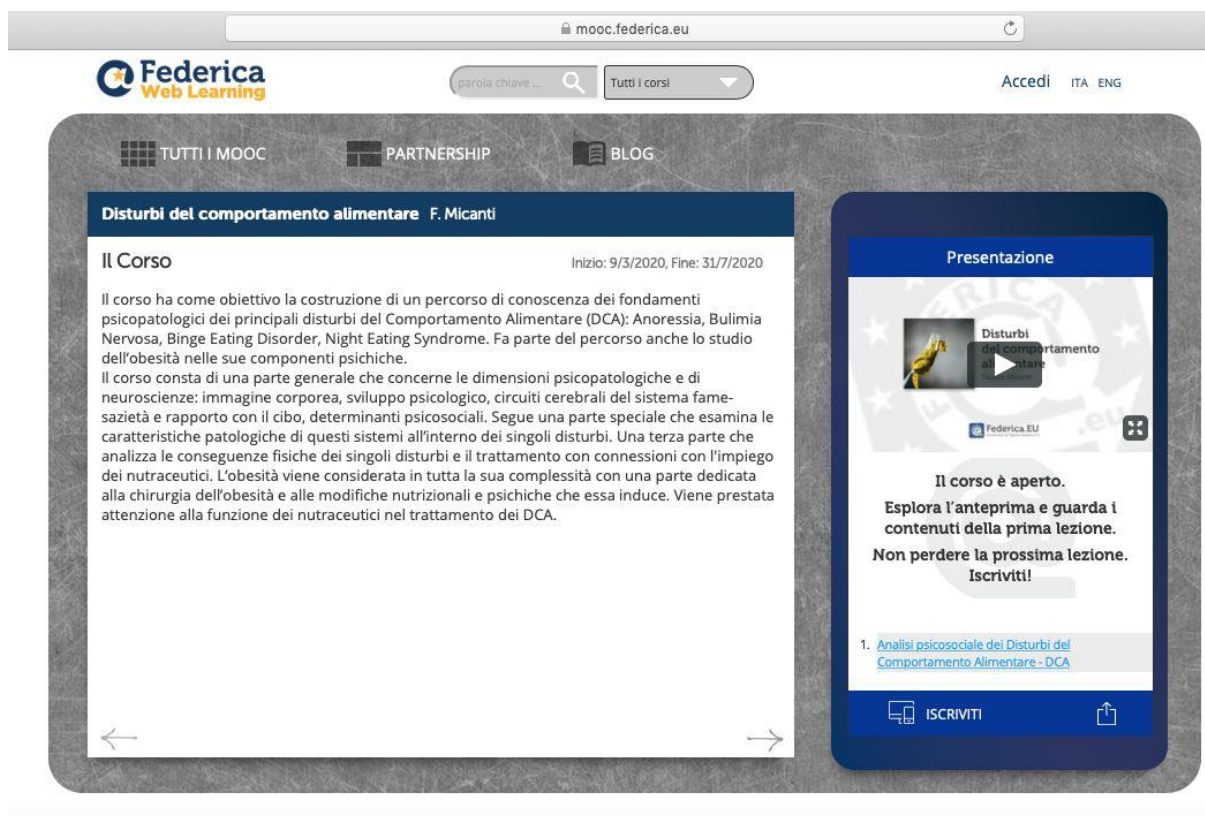 mooc.federica.eu
Federica
Web Learning
parola chiave ...
Tutti i corsi
Accedi ITA ENG
TUTTI I MOOC PARTNERSHIP BLOG
Disturbi del comportamento alimentare F. Micanti
Il Corso
Inizio: 9/3/2020, Fine: 31/7/2020
Il corso ha come obiettivo la costruzione di un percorso di conoscenza dei fondamenti
psicopatologici dei principali disturbi del Comportamento Alimentare (DCA): Anoressia, Bulimia
Nervosa, Binge Eating Disorder, Night Eating Syndrome. Fa parte del percorso anche lo studio
dell'obesità nelle sue componenti psichiche.
Il corso consta di una parte generale che concerne le dimensioni psicopatologiche e di
neuroscienze: immagine corporea, sviluppo psicologico, circuiti cerebrali del sistema fame-
sazietà e rapporto con il cibo, determinanti psicosociali. Segue una parte speciale che esamina le
caratteristiche patologiche di questi sistemi all'interno dei singoli disturbi. Una terza parte che
analizza le conseguenze fisiche dei singoli disturbi e il trattamento con connessioni con l'impiego
dei nutraceutici. L'obesità viene considerata in tutta la sua complessità con una parte dedicata
alla chirurgia dell'obesità e alle modifiche nutrizionali e psichiche che essa induce. Viene prestata
attenzione alla funzione dei nutraceutici nel trattamento dei DCA.
Presentazione
FEDERICA
.eu
Disturbi
del comportamento
alimentare
Federica.EU
Il corso è aperto.
Esplora l'anteprima e guarda i
contenuti della prima lezione.
Non perdere la prossima lezione.
Iscriviti!
1. Analisi psicosociale dei Disturbi del
Comportamento Alimentare - DCA
ISCRIVITI